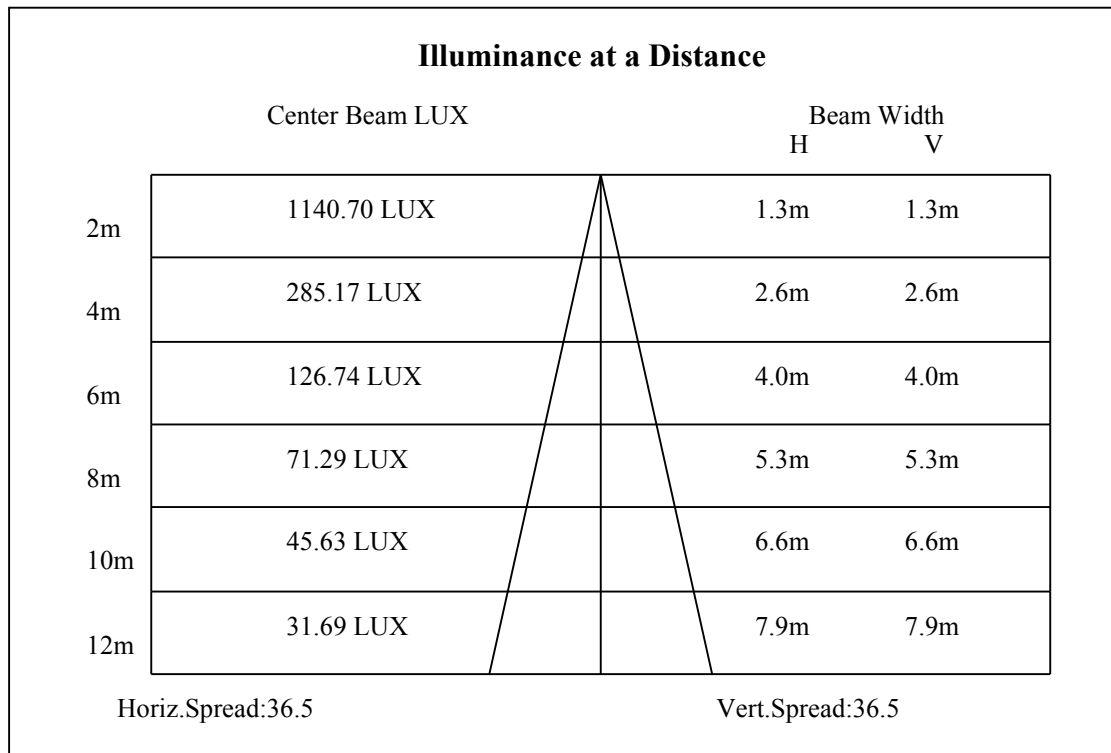 Illuminance at a Distance
Center Beam LUX Beam Width
H V
2m 1140.70 LUX 1.3m 1.3m
4m 285.17 LUX 2.6m 2.6m
6m 126.74 LUX 4.0m 4.0m
8m 71.29 LUX 5.3m 5.3m
10m 45.63 LUX 6.6m 6.6m
12m 31.69 LUX 7.9m 7.9m
Horiz.Spread:36.5 Vert.Spread:36.5